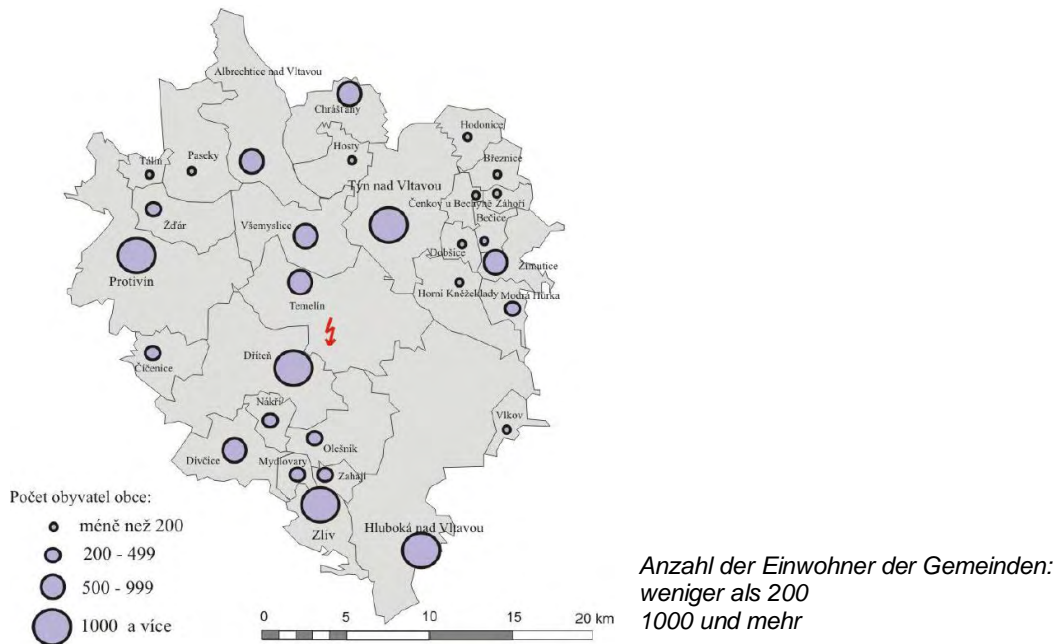 Albrechtice nad Vltavou
Chrášťany
Hodonice
Hosty
Paseky
Tálín
Březnice
Týn nad Vltavou
Čenkov u Bechyně
Záhoří
Žďár
Všemyslice
Bečice
Dobšice
Žimutice
Protivín
Temelín
Horní Kněžeklady
Modrá Hůrka
Číčenice
Dříteň
Nákří
Vlkov
Olešník
Dívčice
Mydlovary
Zahájí
Zliv
Hluboká nad Vltavou
Počet obyvatel obce:
méně než 200
200 - 499
500 - 999
1000 a více
0 5 10 15 20 km
Anzahl der Einwohner der Gemeinden:
weniger als 200
1000 und mehr